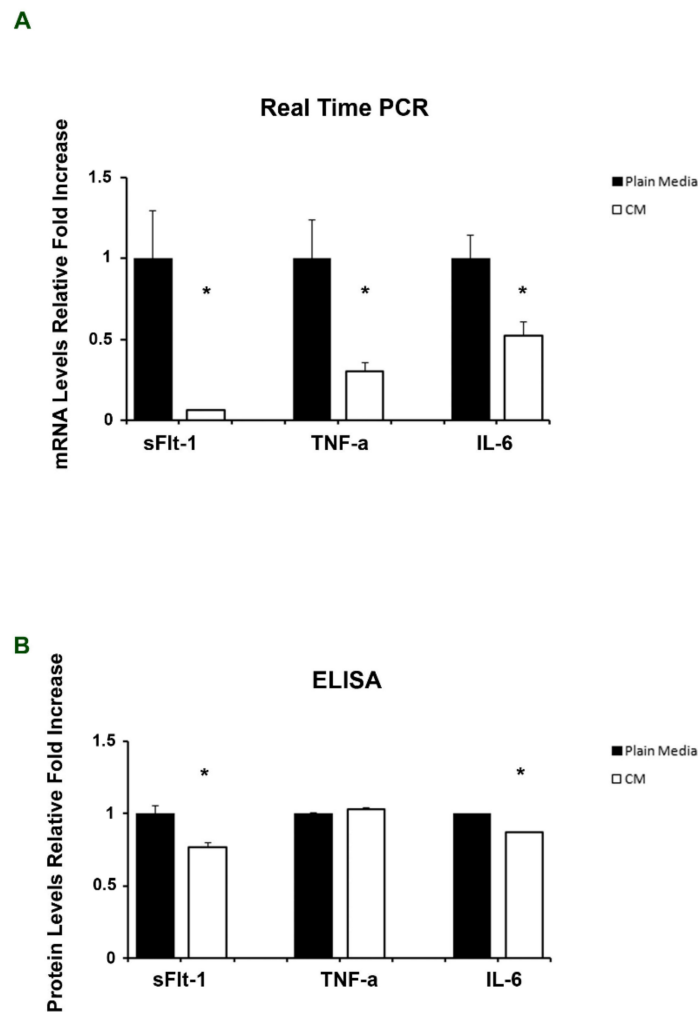 A
Real Time PCR
mRNA Levels Relative Fold Increase
1.5
1
0.5
0
*
*
*
sFlt-1
TNF-a
IL-6
Plain Media
CM
B
ELISA
Protein Levels Relative Fold Increase
1.5
1
0.5
0
*
*
sFlt-1
TNF-a
IL-6
Plain Media
CM